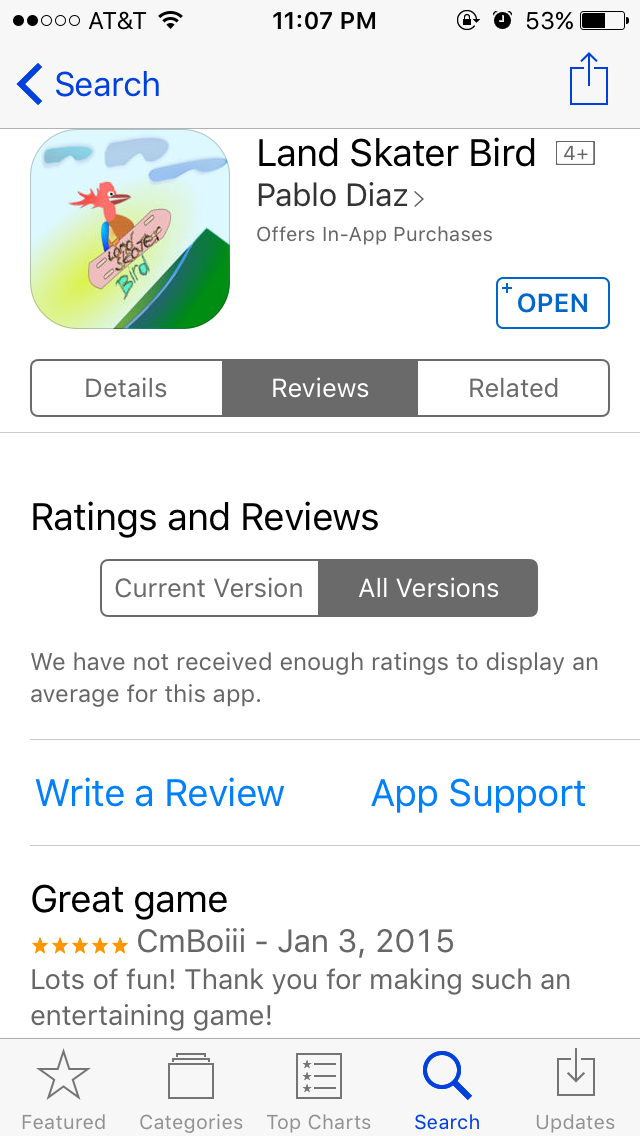 AT&T 11:07 PM 53%
Search
Land Skater Bird 4+
Pablo Diaz
Offers In-App Purchases
LAND
SKATER
Bird
+ OPEN
Details Reviews Related
Ratings and Reviews
Current Version All Versions
We have not received enough ratings to display an
average for this app.
Write a Review App Support
Great game
CmBoiii - Jan 3, 2015
Lots of fun! Thank you for making such an
entertaining game!
Featured Categories Top Charts Search Updates